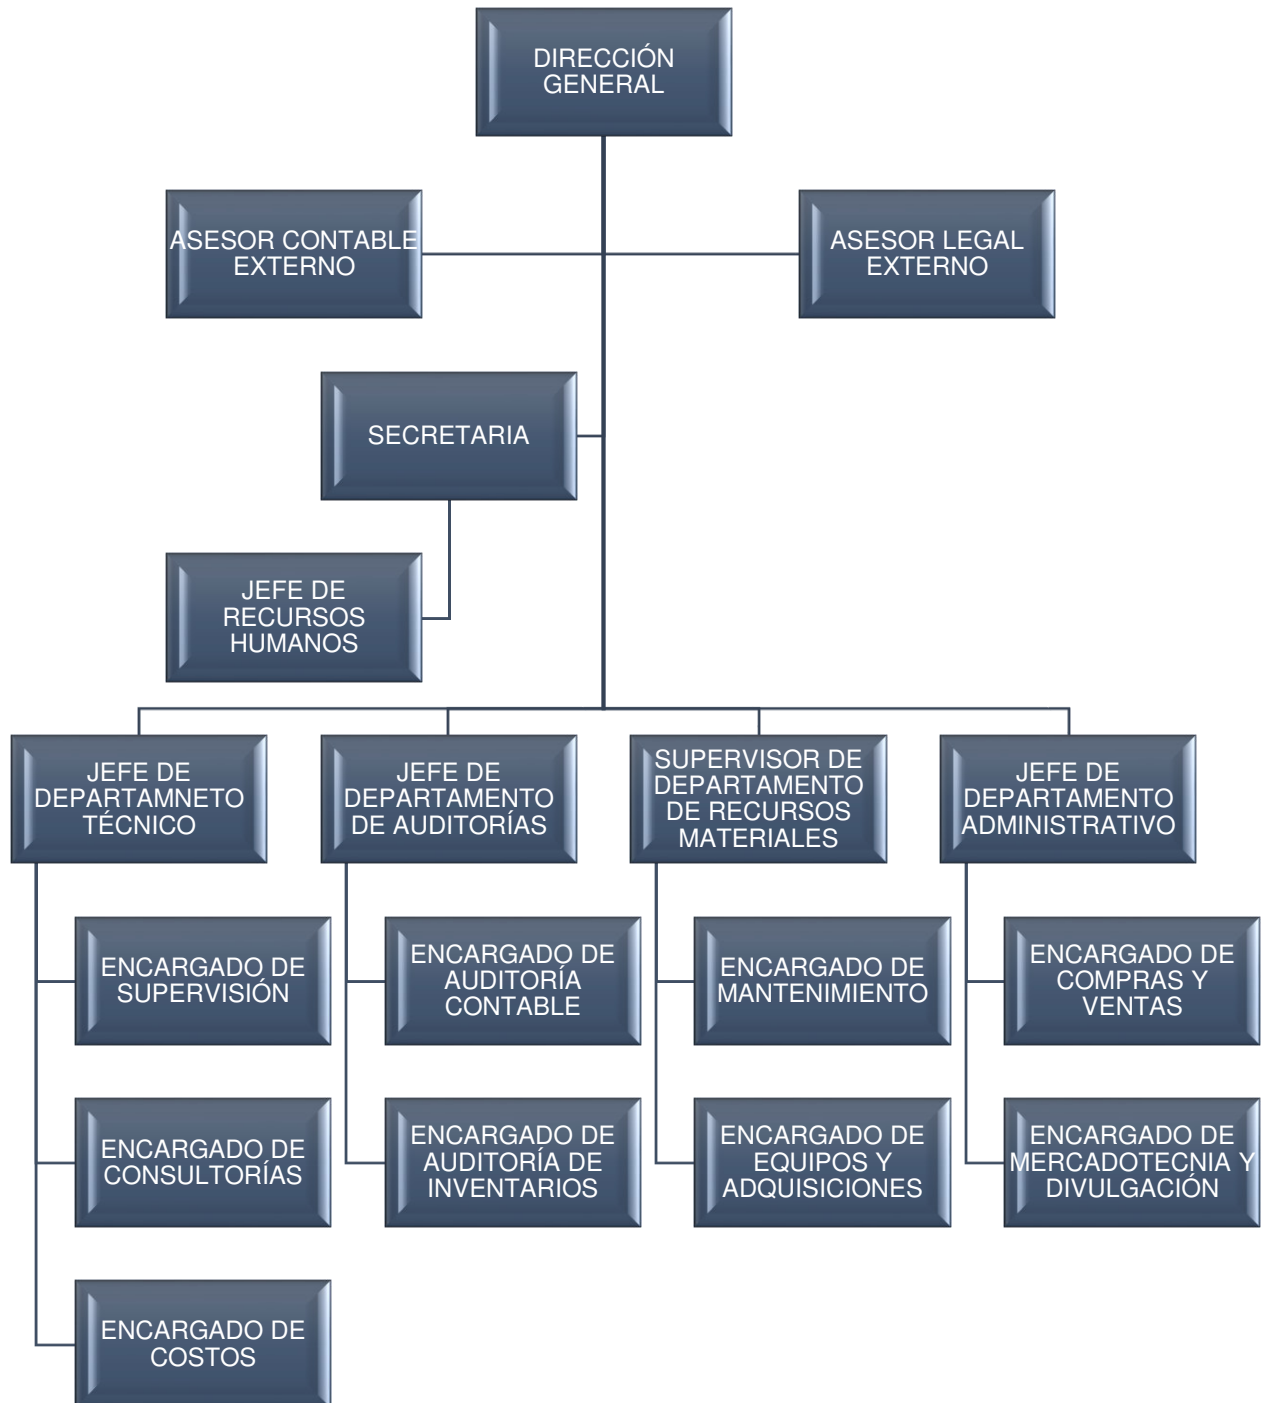 DIRECCIÓN
GENERAL
ASESOR CONTABLE
EXTERNO
ASESOR LEGAL
EXTERNO
SECRETARIA
JEFE DE
RECURSOS
HUMANOS
JEFE DE
DEPARTAMNETO
TÉCNICO
JEFE DE
DEPARTAMENTO
DE AUDITORÍAS
SUPERVISOR DE
DEPARTAMENTO
DE RECURSOS
MATERIALES
JEFE DE
DEPARTAMENTO
ADMINISTRATIVO
ENCARGADO DE
SUPERVISIÓN
ENCARGADO DE
AUDITORÍA
CONTABLE
ENCARGADO DE
MANTENIMIENTO
ENCARGADO DE
COMPRAS Y
VENTAS
ENCARGADO DE
CONSULTORÍAS
ENCARGADO DE
AUDITORÍA DE
INVENTARIOS
ENCARGADO DE
EQUIPOS Y
ADQUISICIONES
ENCARGADO DE
MERCADOTECNIA Y
DIVULGACIÓN
ENCARGADO DE
COSTOS